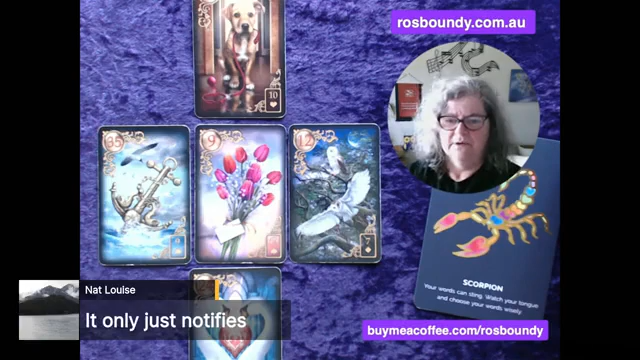 rosboundy.com.au
10
35
9
12
7
SCORPION
Your words can sting. Watch your tongue
and choose your words wisely.
Nat Louise
It only just notifies
buymeacoffee.com/rosboundy